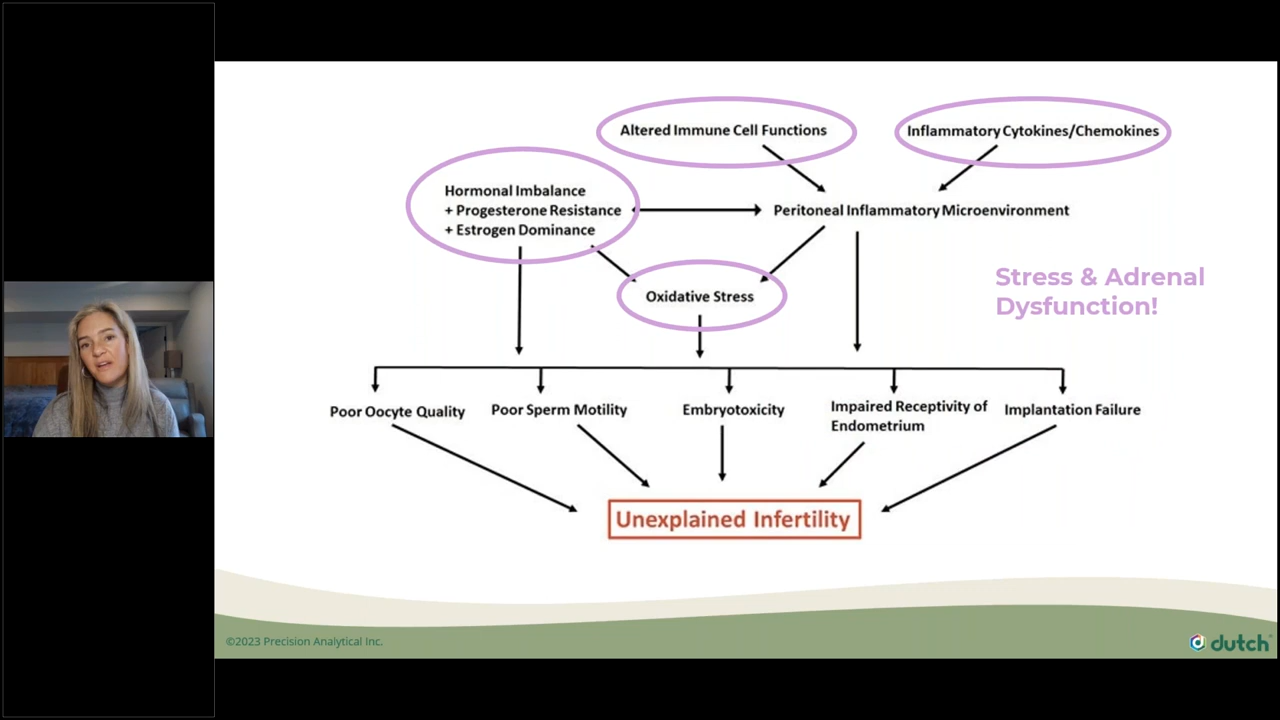 Altered Immune Cell Functions
Inflammatory Cytokines/Chemokines
Hormonal Imbalance
+ Progesterone Resistance
+ Estrogen Dominance
Peritoneal Inflammatory Microenvironment
Stress & Adrenal
Dysfunction!
Oxidative Stress
Poor Oocyte Quality
Poor Sperm Motility
Embryotoxicity
Impaired Receptivity of
Endometrium
Implantation Failure
Unexplained Infertility
©2023 Precision Analytical Inc.
dutch